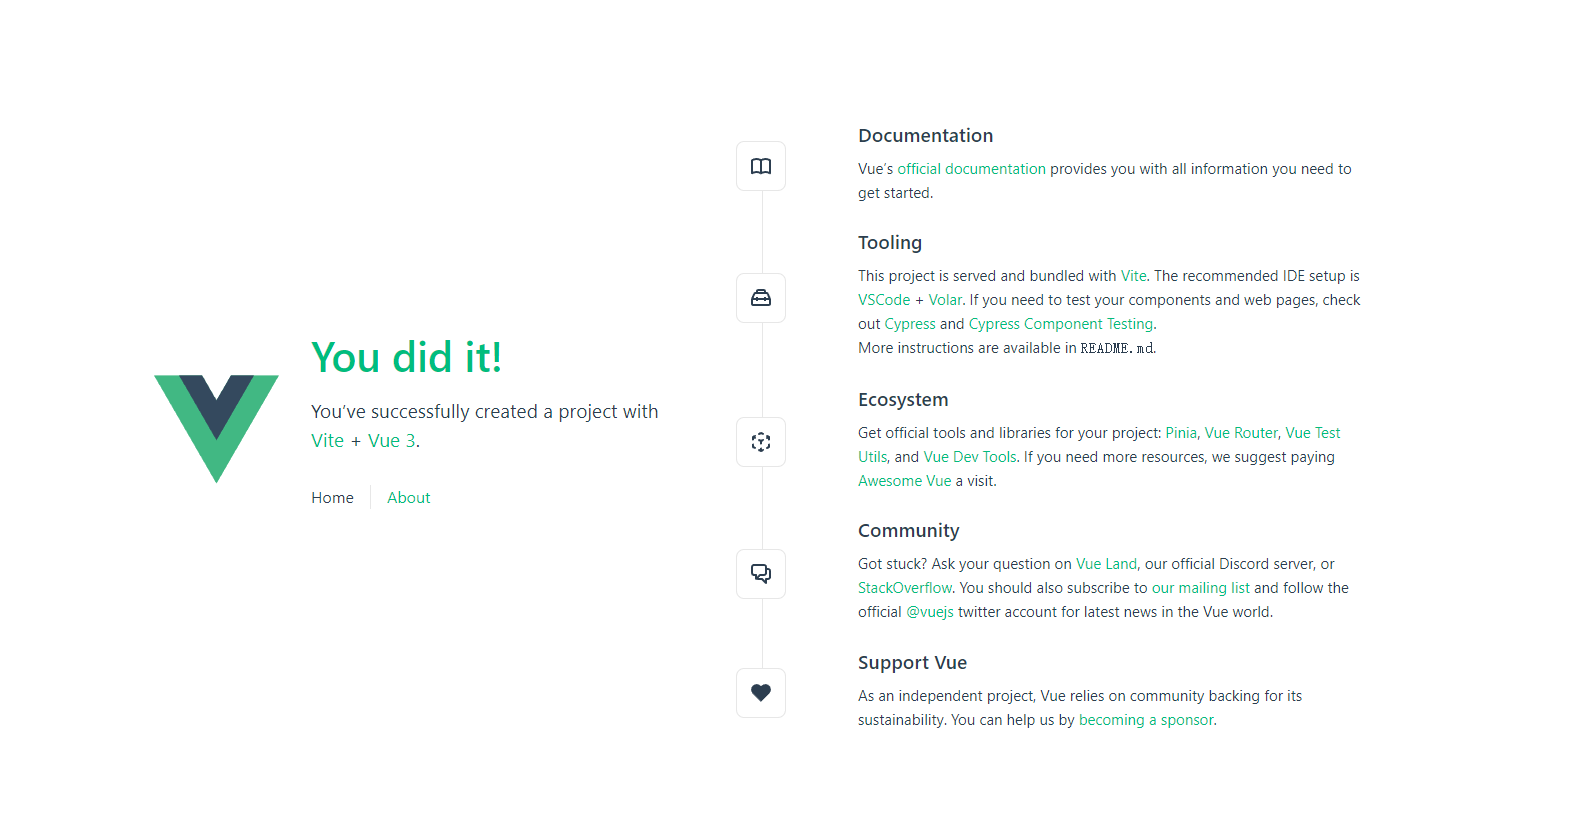 You did it!
You’ve successfully created a project with
Vite + Vue 3.
Home
About
Documentation
Vue’s official documentation provides you with all information you need to
get started.
Tooling
This project is served and bundled with Vite. The recommended IDE setup is
VSCode + Volar. If you need to test your components and web pages, check
out Cypress and Cypress Component Testing.
More instructions are available in README.md.
Ecosystem
Get official tools and libraries for your project: Pinia, Vue Router, Vue Test
Utils, and Vue Dev Tools. If you need more resources, we suggest paying
Awesome Vue a visit.
Community
Got stuck? Ask your question on Vue Land, our official Discord server, or
StackOverflow. You should also subscribe to our mailing list and follow the
official @vuejs twitter account for latest news in the Vue world.
Support Vue
As an independent project, Vue relies on community backing for its
sustainability. You can help us by becoming a sponsor.